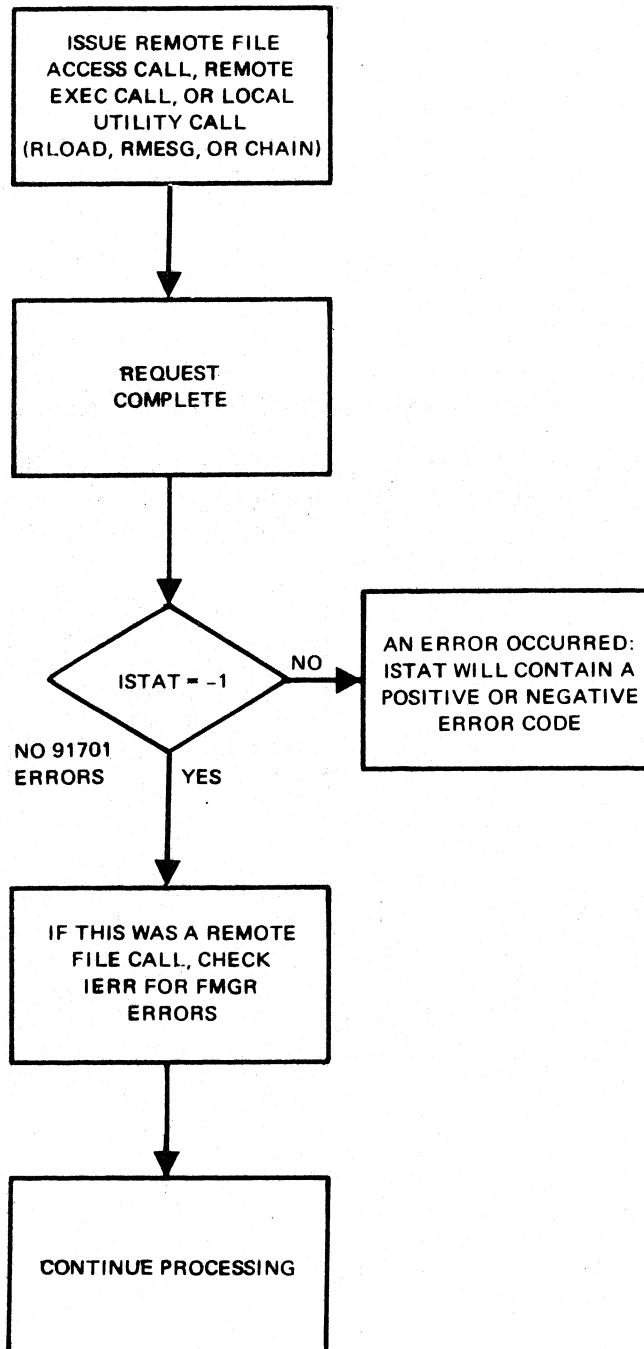 ISSUE REMOTE FILE
ACCESS CALL, REMOTE
EXEC CALL, OR LOCAL
UTILITY CALL
(RLOAD, RMESG, OR CHAIN)
REQUEST
COMPLETE
ISTAT = -1
NO
AN ERROR OCCURRED:
ISTAT WILL CONTAIN A
POSITIVE OR NEGATIVE
ERROR CODE
NO 91701
ERRORS
YES
IF THIS WAS A REMOTE
FILE CALL, CHECK
IERR FOR FMGR
ERRORS
CONTINUE PROCESSING